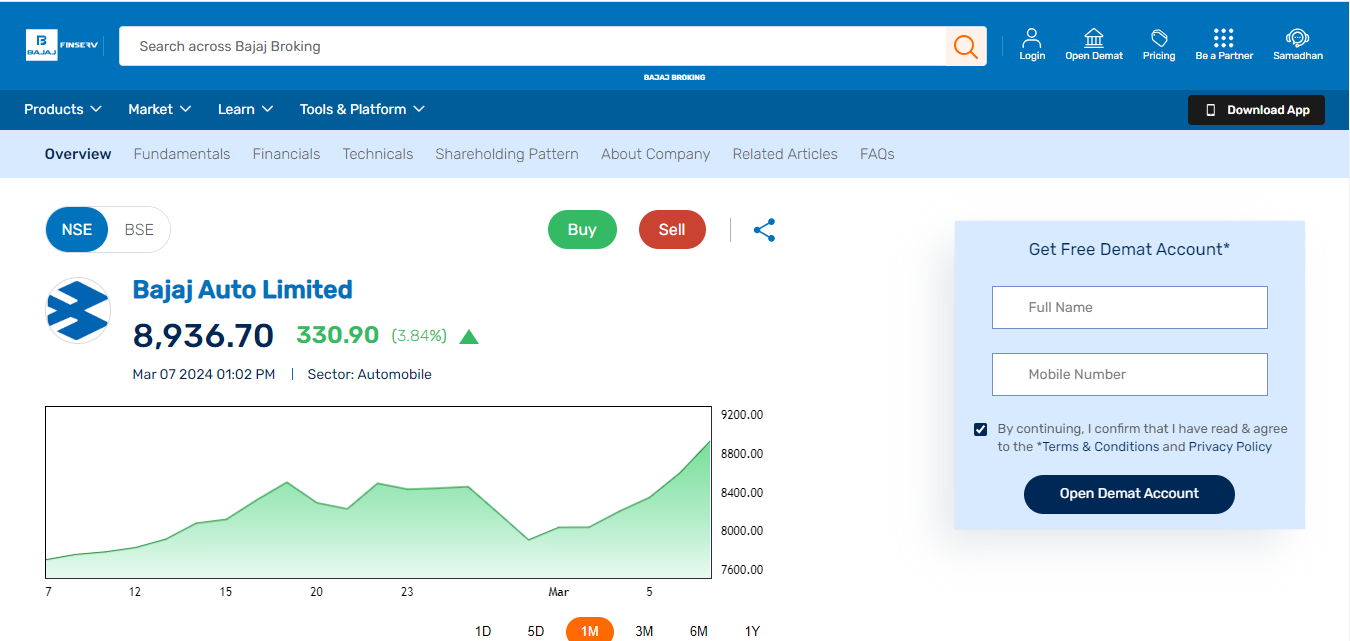 BAJAJ
FINSERV
Search across Bajaj Broking
Login
Open Demat
Pricing
Be a Partner
Samadhan
BAJAJ BROKING
Products
Market
Learn
Tools & Platform
Download App
Overview
Fundamentals
Financials
Technicals
Shareholding Pattern
About Company
Related Articles
FAQs
NSE
BSE
Buy
Sell
Bajaj Auto Limited
8,936.70 330.90 (3.84%)
Mar 07 2024 01:02 PM | Sector: Automobile
9200.00
8800.00
8400.00
8000.00
7600.00
7 12 15 20 23 Mar 5
1D 5D 1M 3M 6M 1Y
Get Free Demat Account*
Full Name
Mobile Number
By continuing, I confirm that I have read & agree
to the *Terms & Conditions and Privacy Policy
Open Demat Account